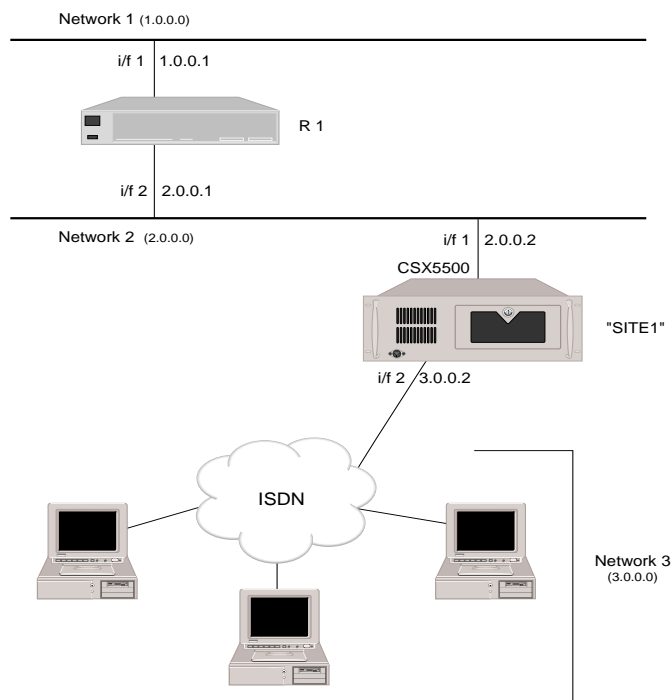 Network 1 (1.0.0.0)
i/f 1 1.0.0.1
R 1
i/f 2 2.0.0.1
Network 2 (2.0.0.0)
i/f 1 2.0.0.2
CSX5500
"SITE1"
i/f 2 3.0.0.2
ISDN
Network 3
(3.0.0.0)